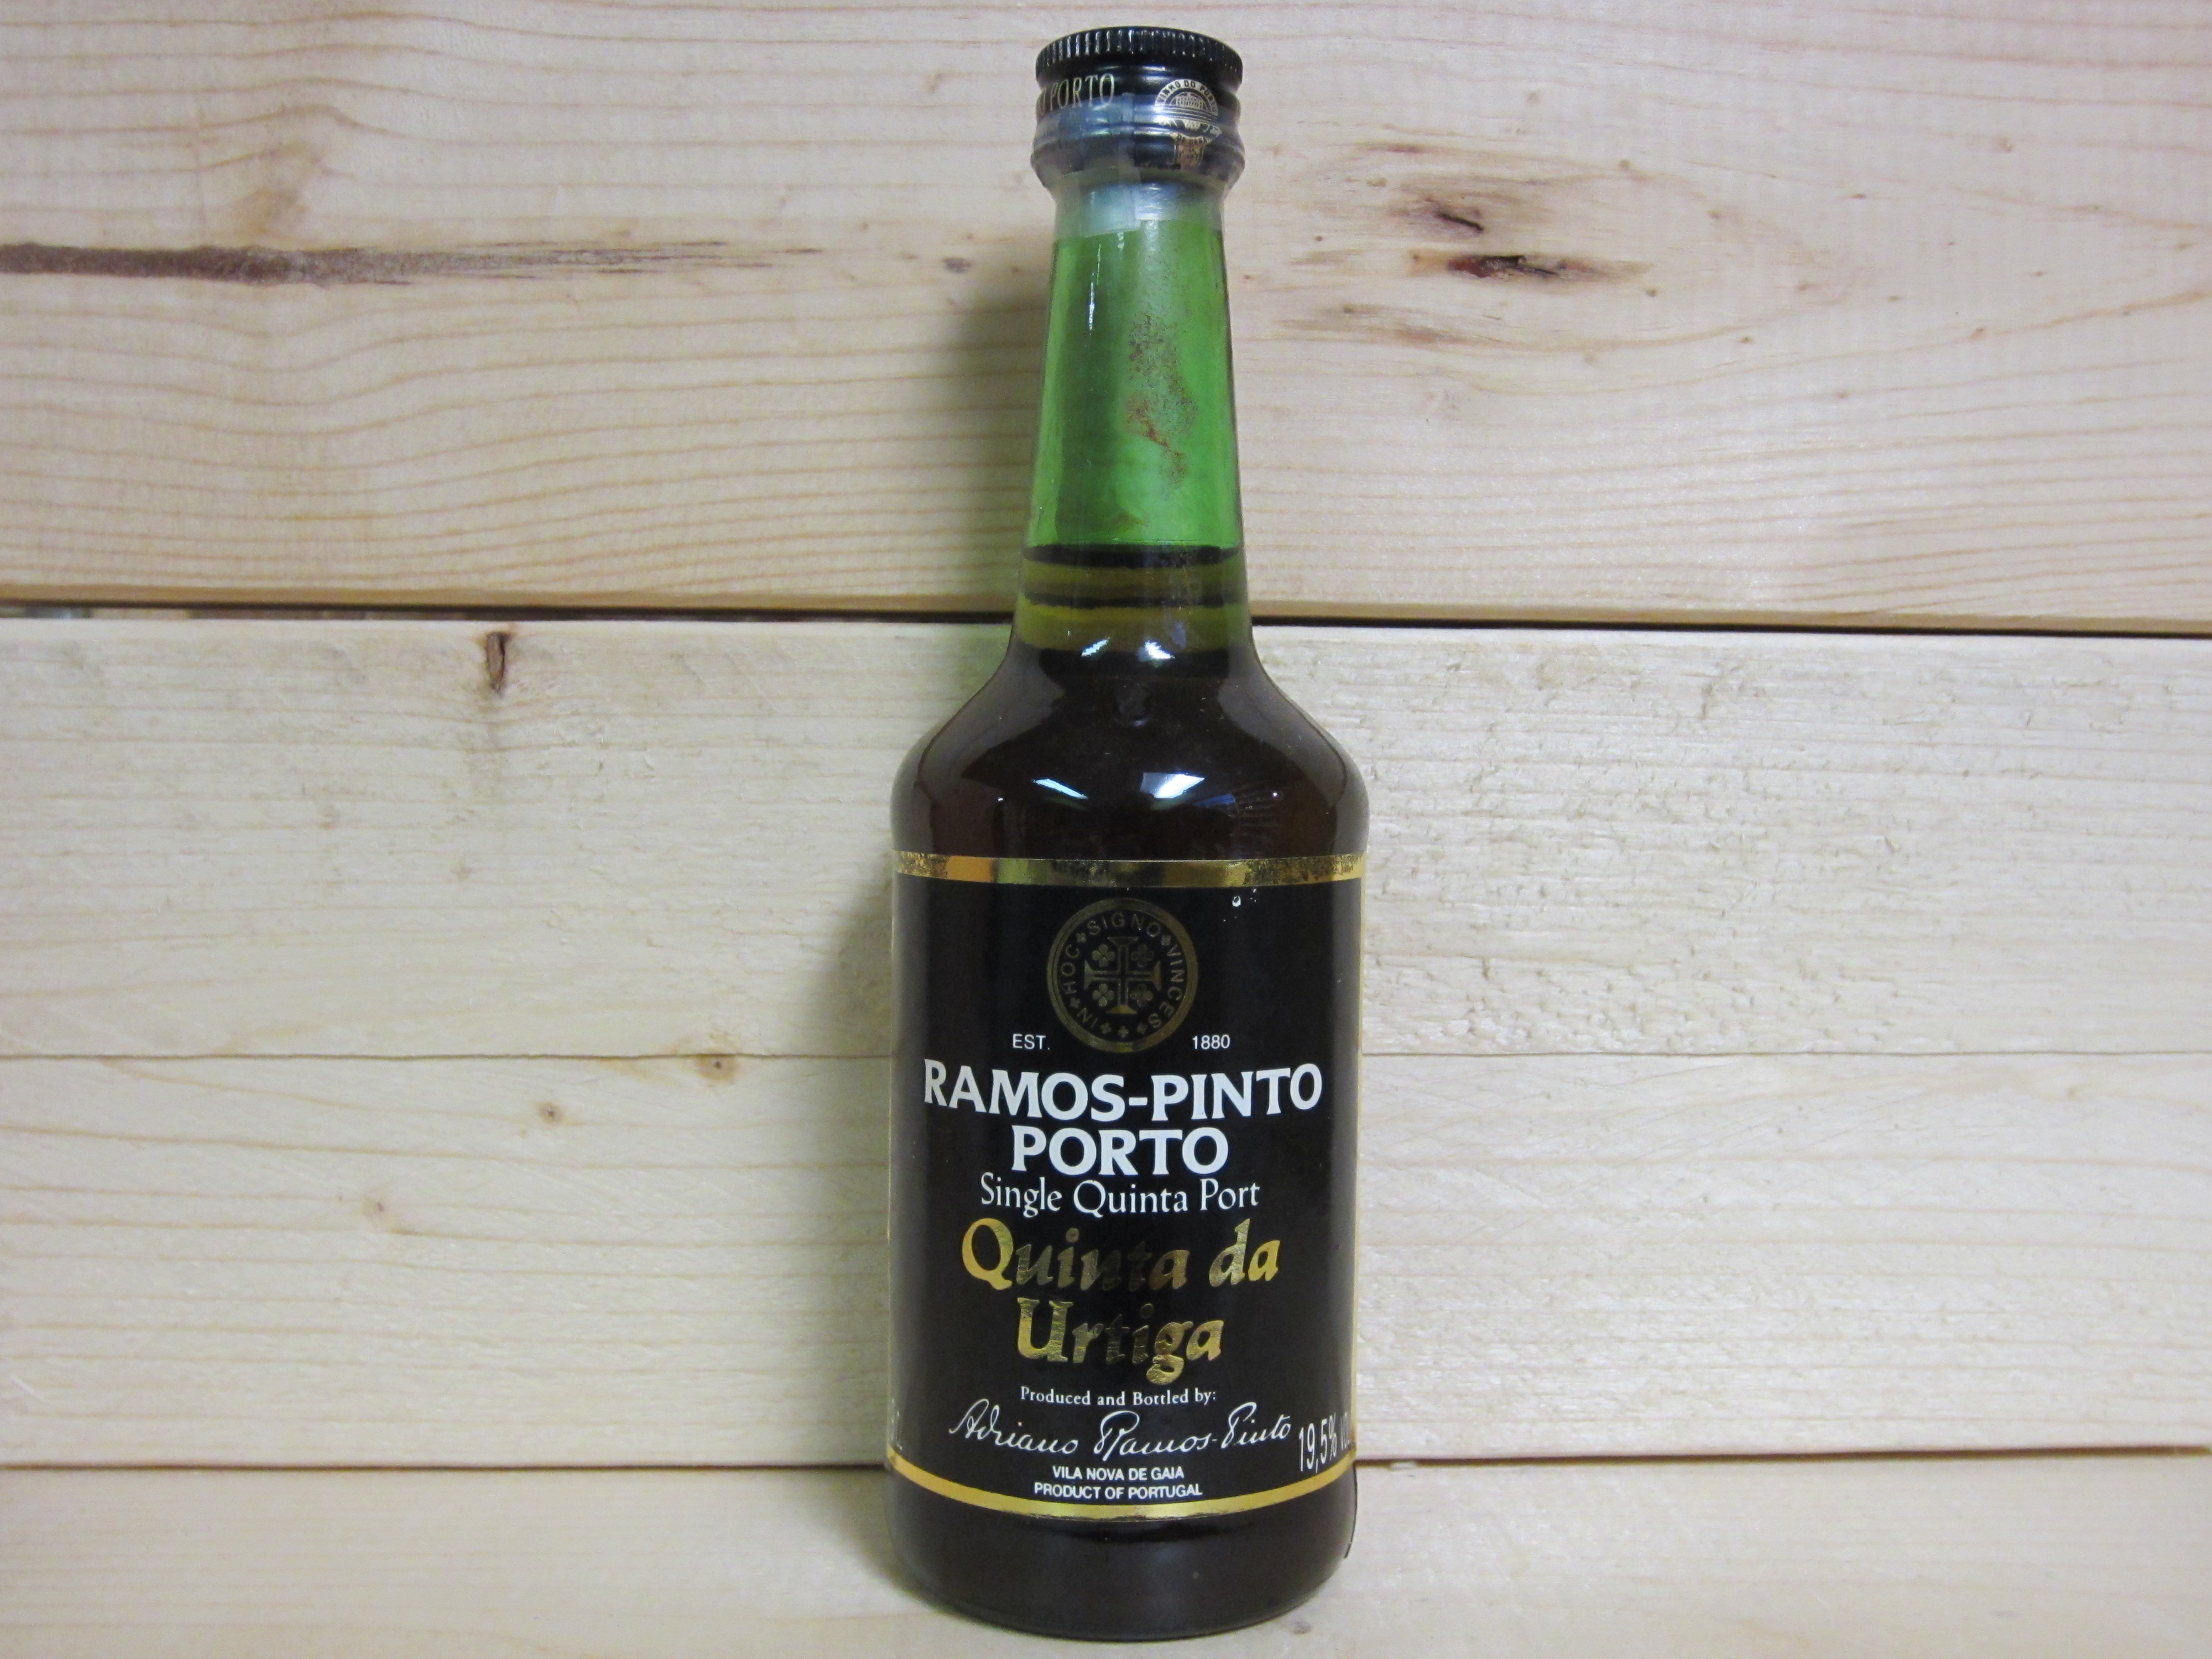 PORTO
IN HOC SIGNO VINCES
EST. 1880
RAMOS-PINTO
PORTO
Single Quinta Port
Quinta da
Urtiga
Produced and Bottled by:
Adriano Ramos-Pinto
19,5%
VILA NOVA DE GAIA
PRODUCT OF PORTUGAL